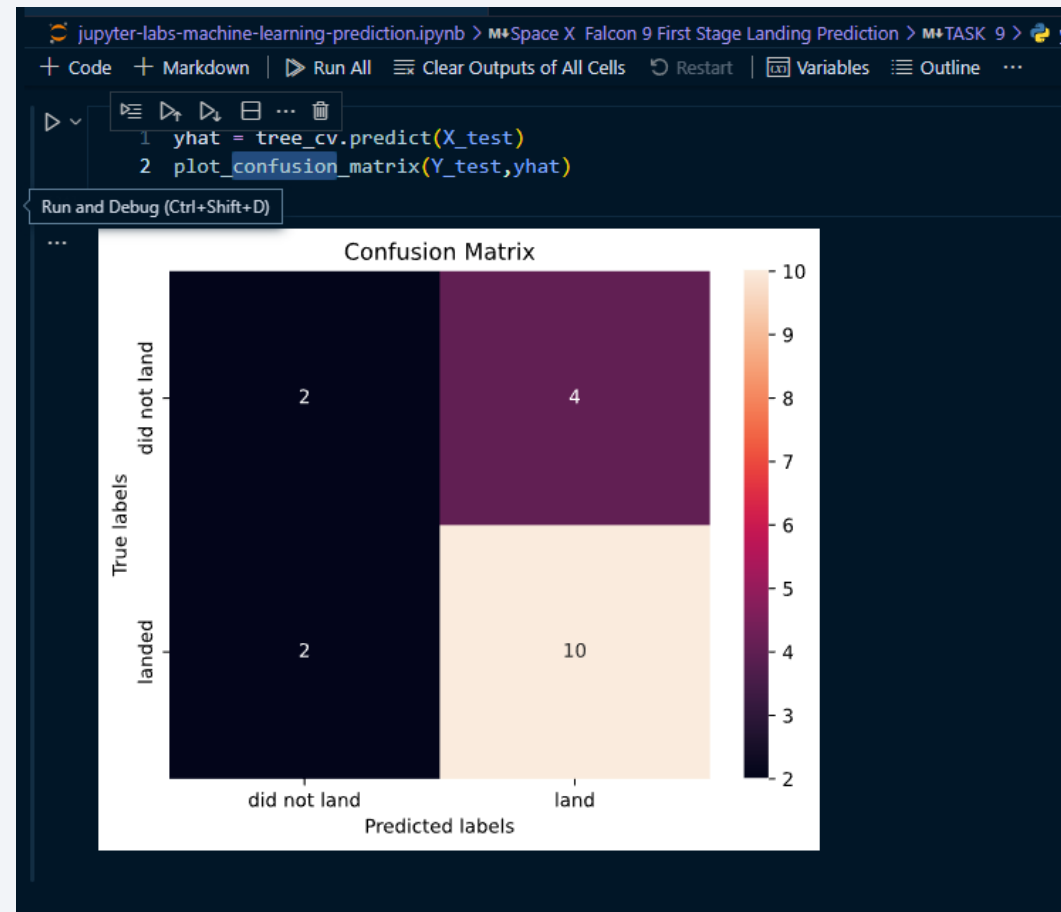 jupyter-labs-machine-learning-prediction.ipynb > M↓Space X Falcon 9 First Stage Landing Prediction > M↓TASK 9 >
+ Code + Markdown | Run All Clear Outputs of All Cells Restart | Variables Outline ...
1 yhat = tree_cv.predict(X_test)
2 plot_confusion_matrix(Y_test,yhat)
Run and Debug (Ctrl+Shift+D)
...
Confusion Matrix
True labels
did not land
landed
2
4
2
10
did not land
land
Predicted labels
10
9
8
7
6
5
4
3
2